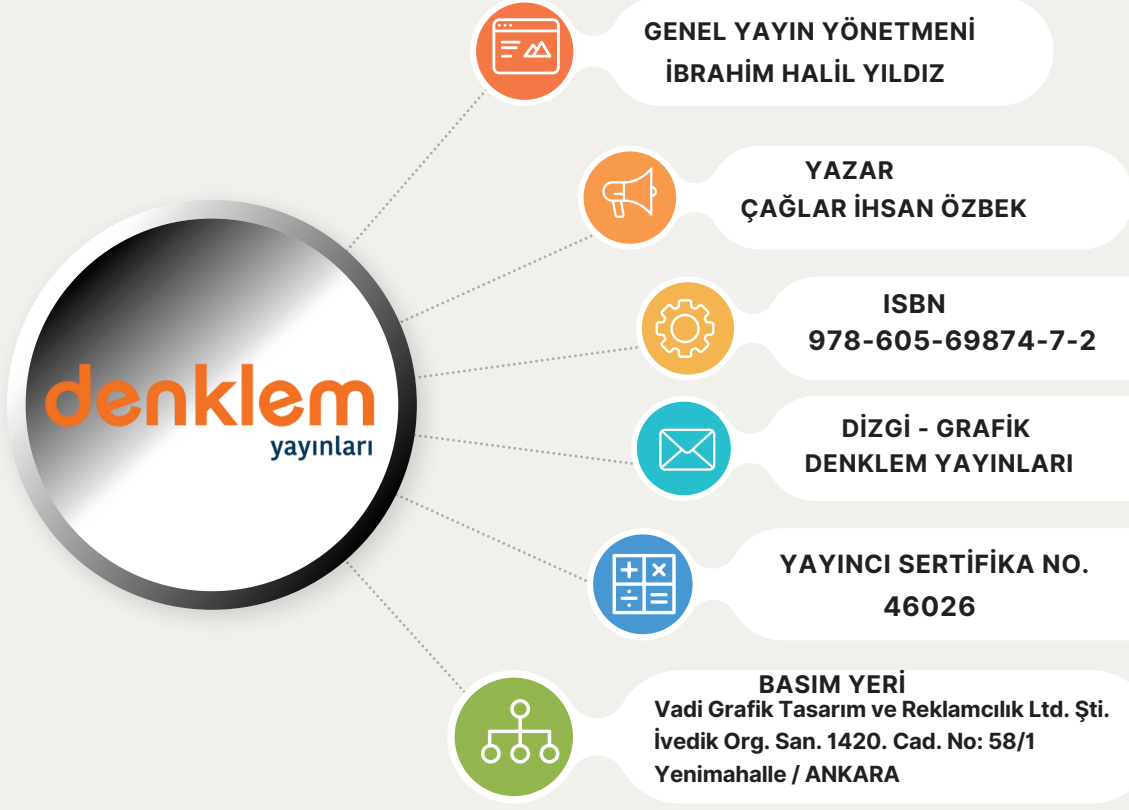 GENEL YAYIN YÖNETMENİ
İBRAHİM HALİL YILDIZ
YAZAR
ÇAĞLAR İHSAN ÖZBEK
ISBN
978-605-69874-7-2
denklem
yayınları
DİZGİ - GRAFİK
DENKLEM YAYINLARI
YAYINCI SERTİFİKA NO.
46026
BASIM YERİ
Vadi Grafik Tasarım ve Reklamcılık Ltd. Şti.
İvedik Org. San. 1420. Cad. No: 58/1
Yenimahalle / ANKARA